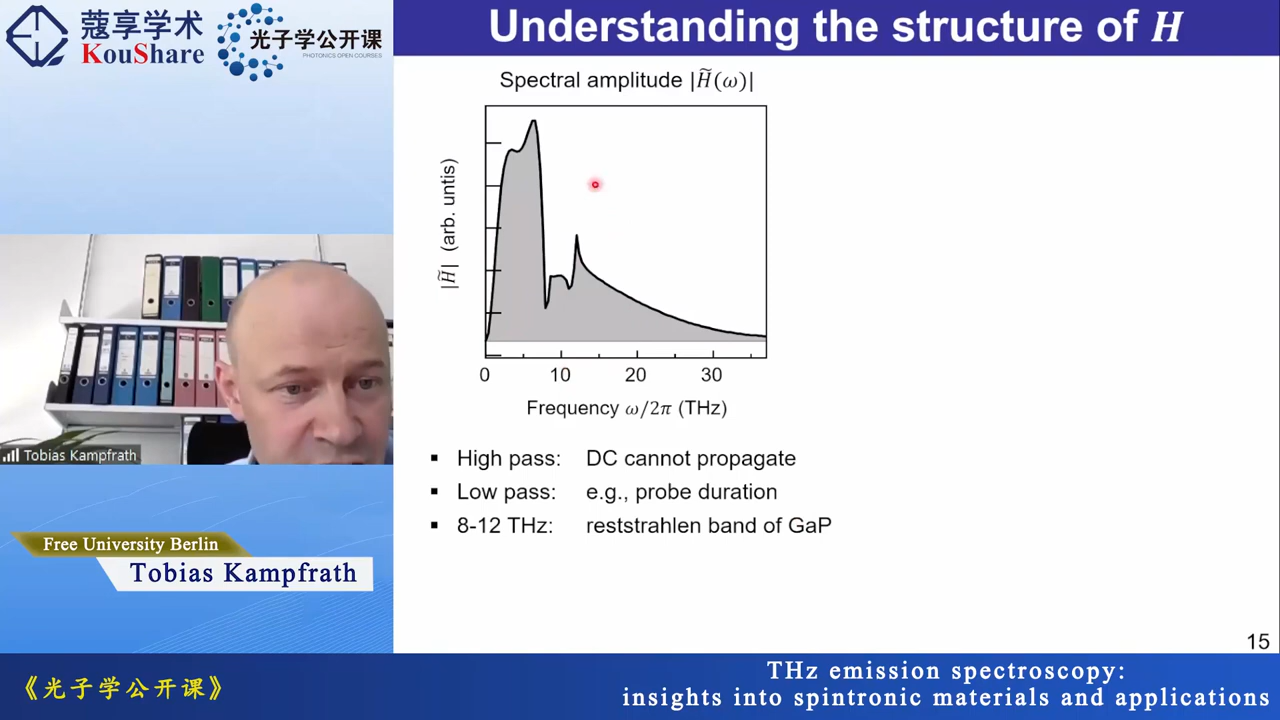 蔻享学术
KouShare
光子学公开课
PHOTONICS OPEN COURSES
Understanding the structure of H
Spectral amplitude |H̃(ω)|
|H̃| (arb. untis)
0 10 20 30
Frequency ω/2π (THz)
▪ High pass: DC cannot propagate
▪ Low pass: e.g., probe duration
▪ 8-12 THz: reststrahlen band of GaP
15
Tobias Kampfrath
Free University Berlin
Tobias Kampfrath
《光子学公开课》
THz emission spectroscopy:
insights into spintronic materials and applications